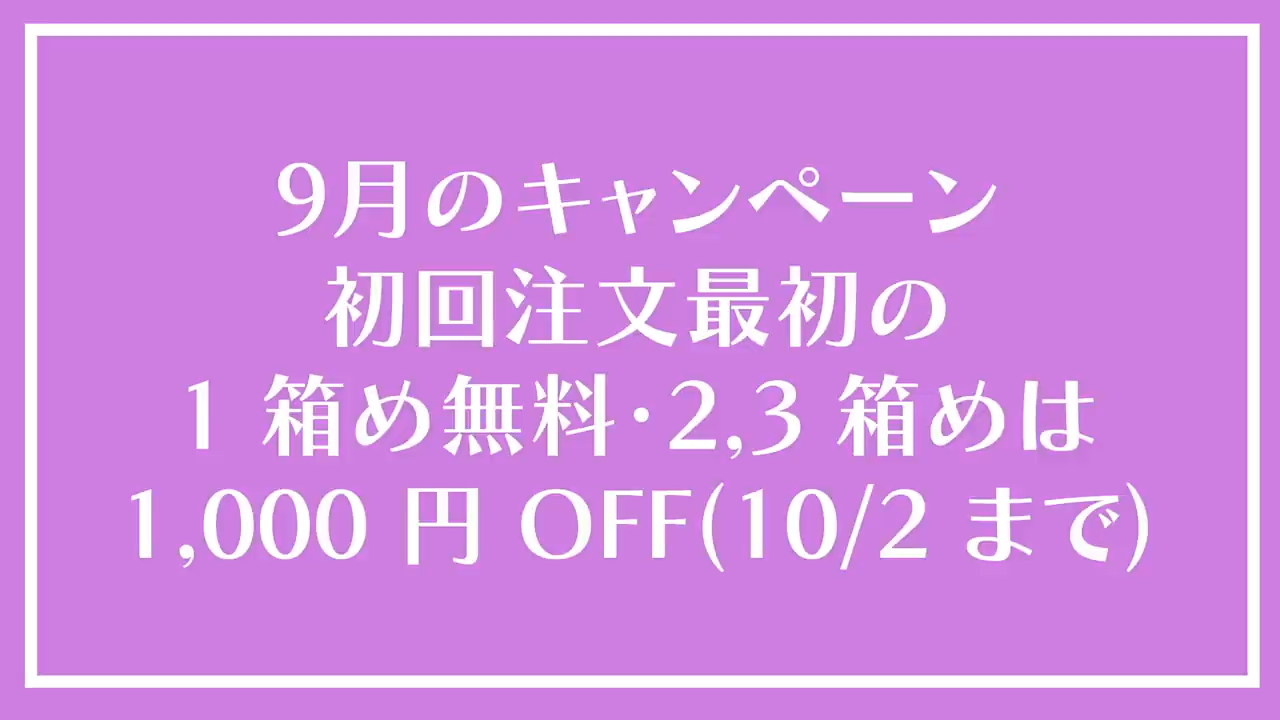 9月のキャンペーン
初回注文最初の
1 箱め無料·2,3 箱めは
1,000 円 OFF(10/2 まで)